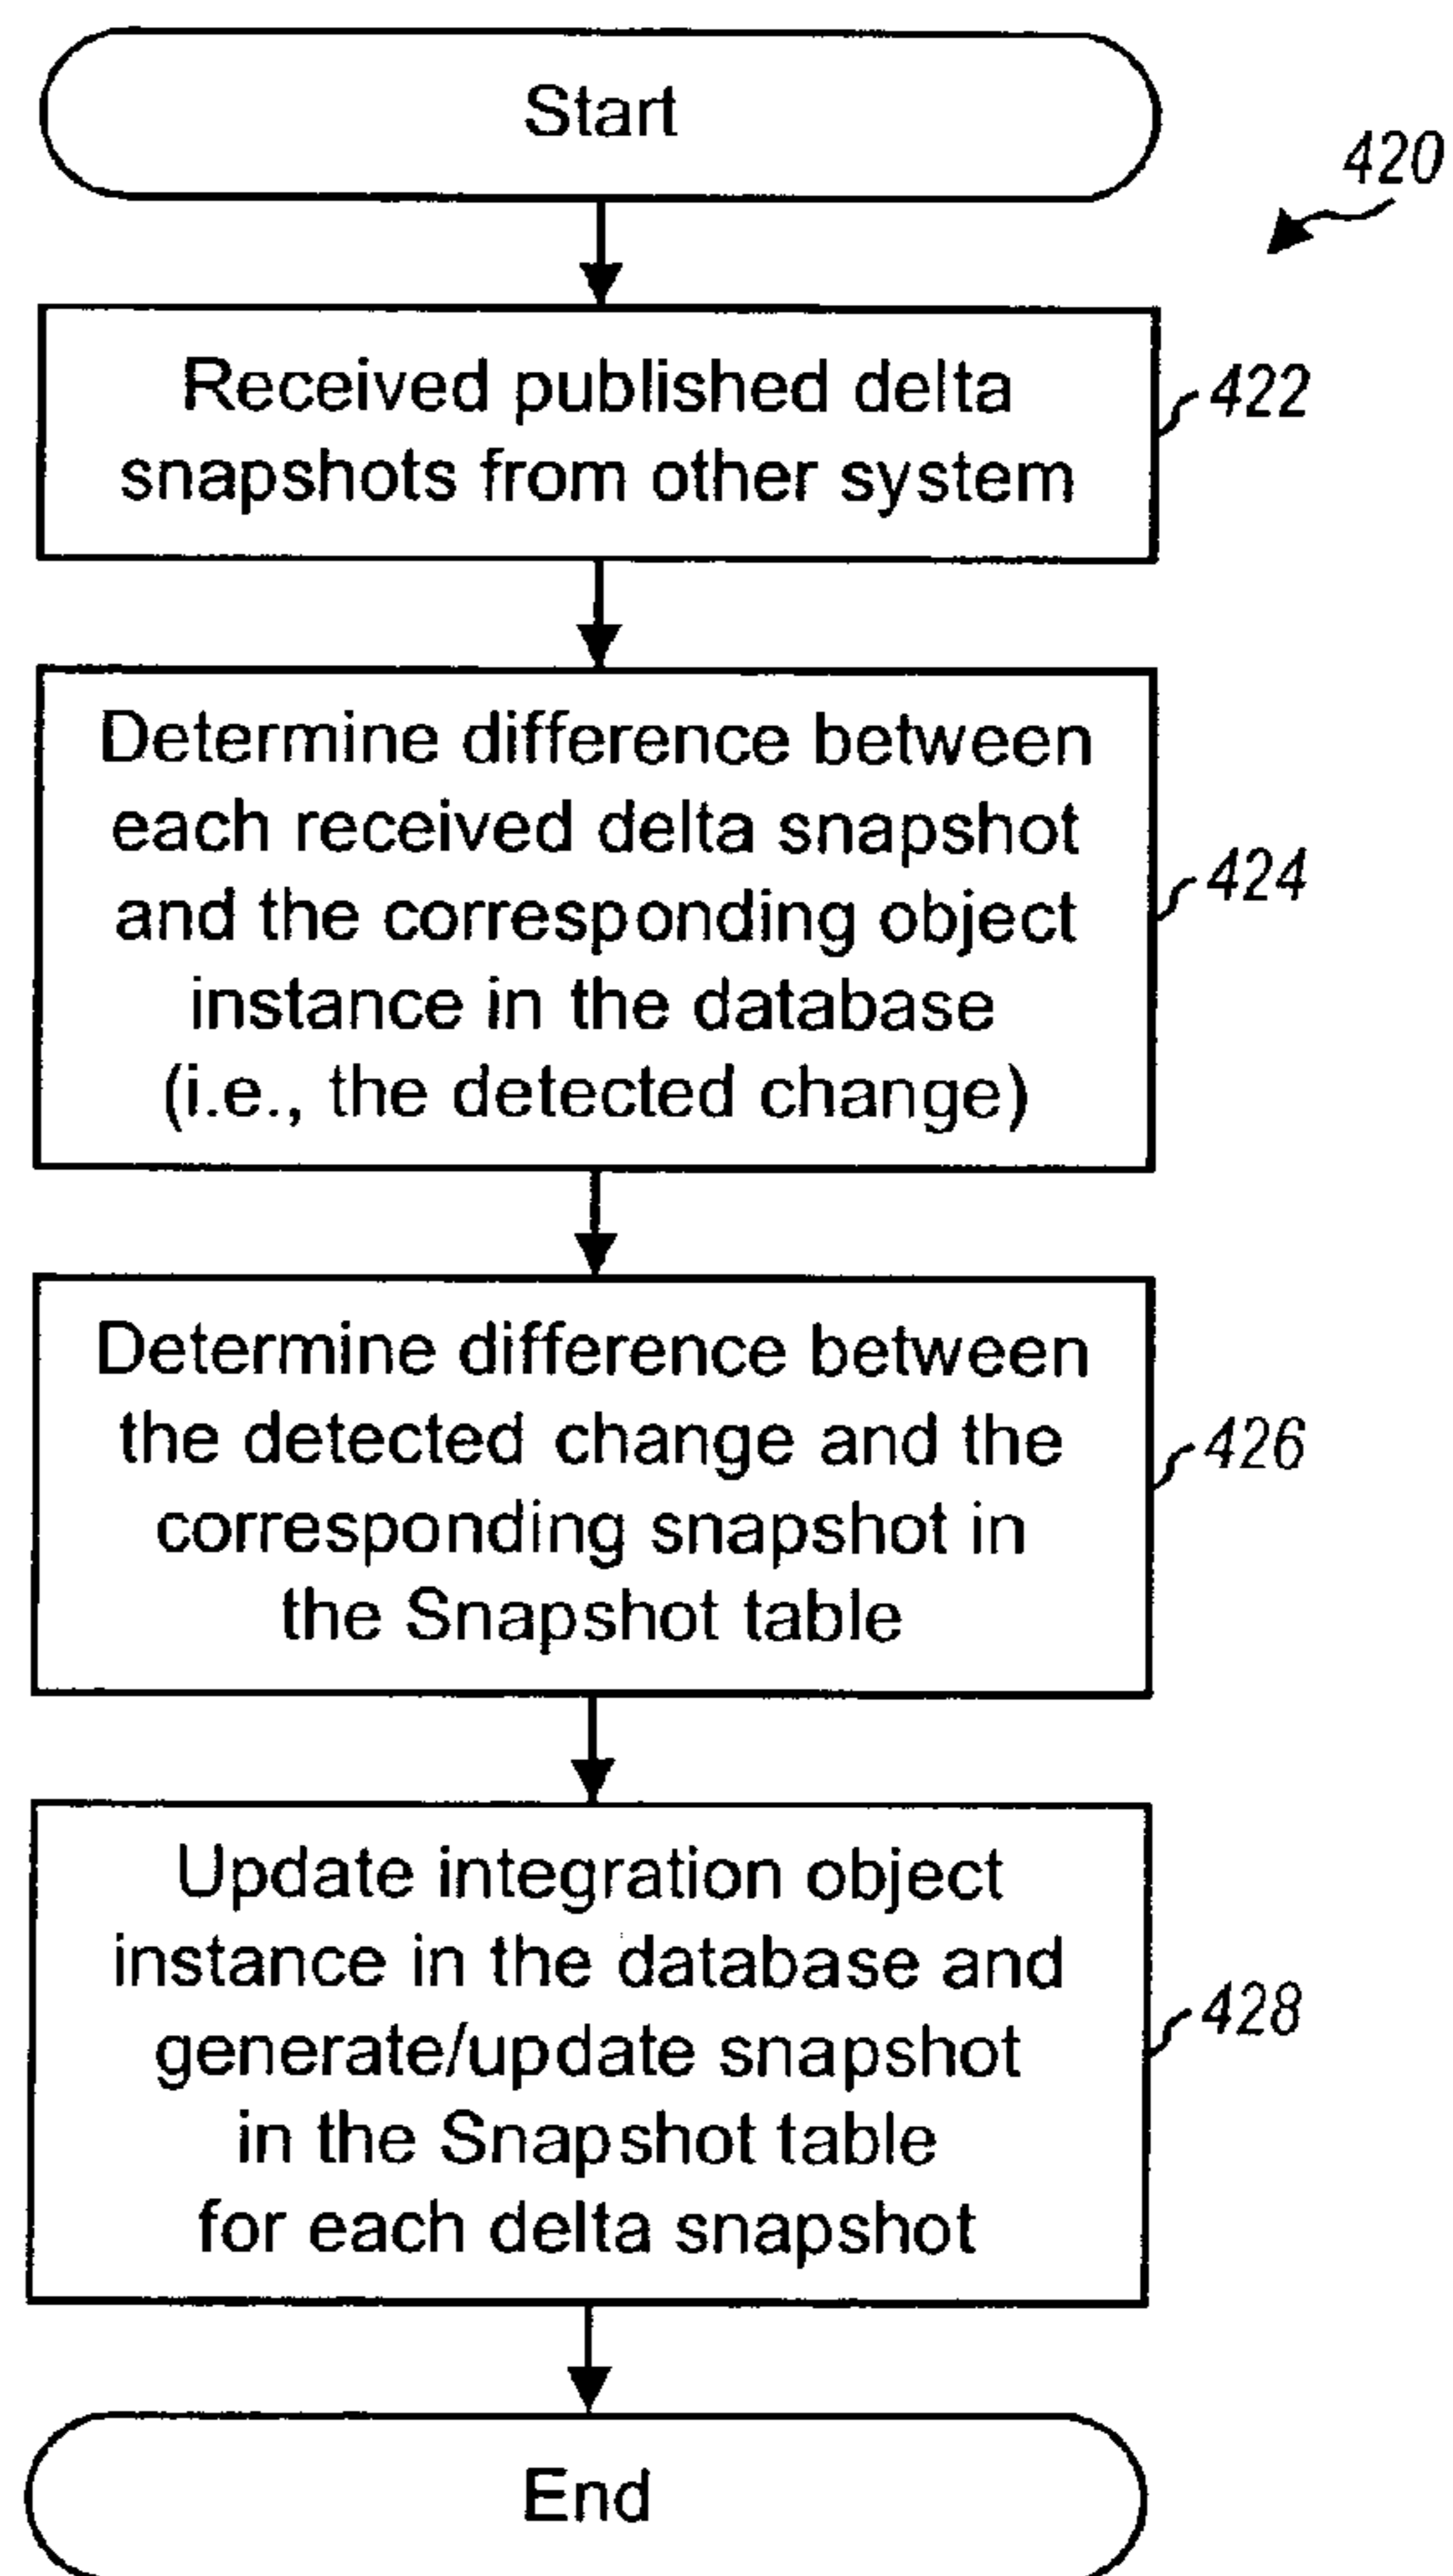 Start
420
Received published delta
snapshots from other system
422
Determine difference between
each received delta snapshot
and the corresponding object
instance in the database
(i.e., the detected change)
424
Determine difference between
the detected change and the
corresponding snapshot in
the Snapshot table
426
Update integration object
instance in the database and
generate/update snapshot
in the Snapshot table
for each delta snapshot
428
End